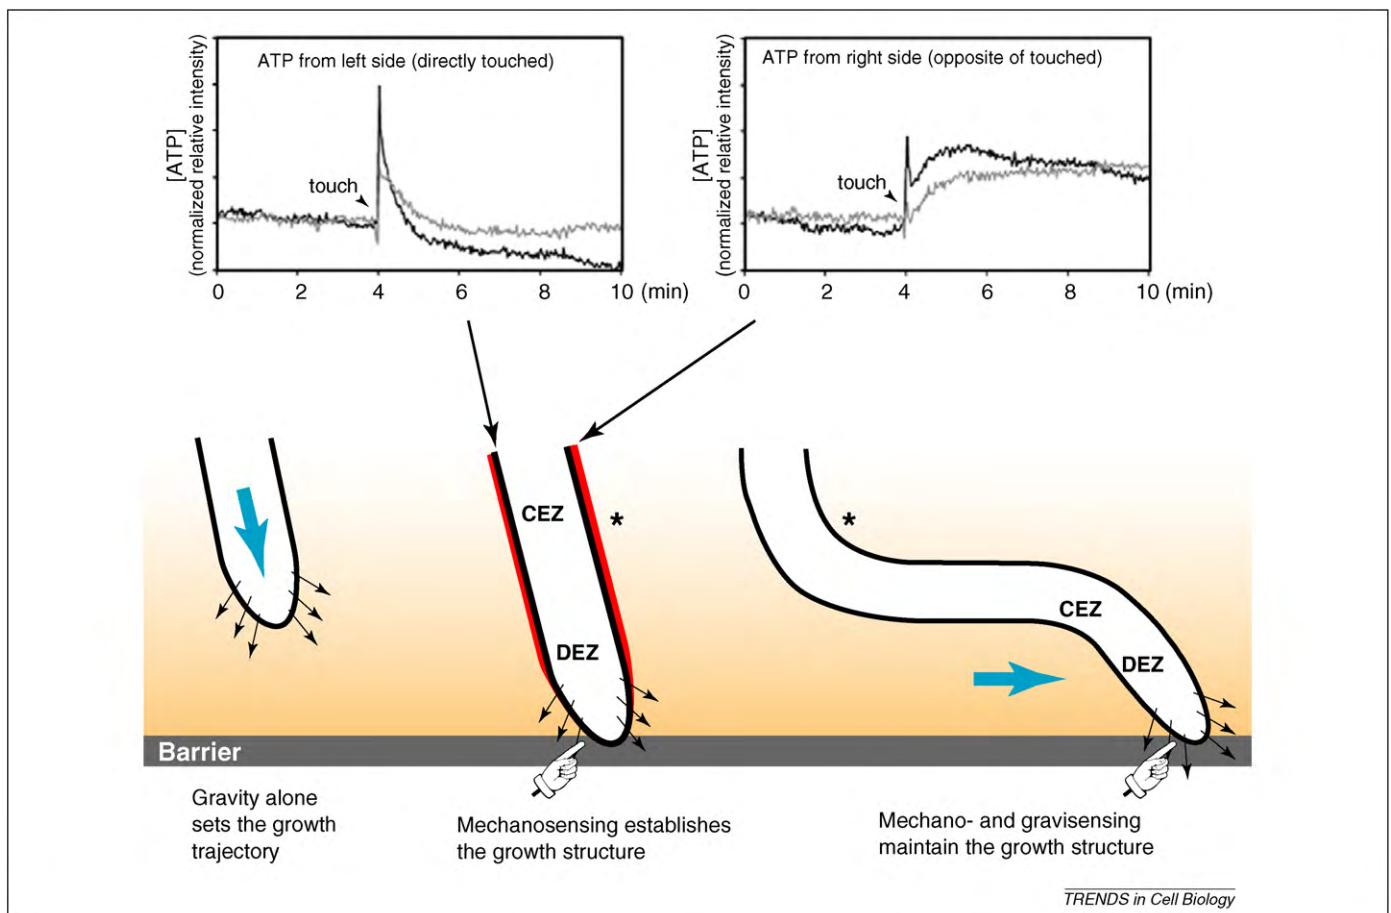 ATP from left side (directly touched)
[ATP]
(normalized relative intensity)
touch
0 2 4 6 8 10 (min)
ATP from right side (opposite of touched)
[ATP]
(normalized relative intensity)
touch
0 2 4 6 8 10 (min)
CEZ
*
DEZ
*
CEZ
DEZ
Barrier
Gravity alone
sets the growth
trajectory
Mechanosensing establishes
the growth structure
Mechano- and gravisensing
maintain the growth structure
TRENDS in Cell Biology